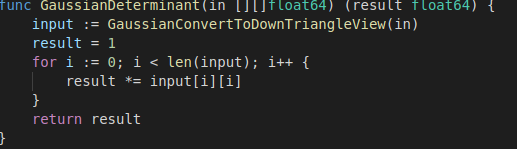 func GaussianDeterminant(in [][]float64) (result float64) {
    input := GaussianConvertToDownTriangleView(in)
    result = 1
    for i := 0; i < len(input); i++ {
        result *= input[i][i]
    }
    return result
}